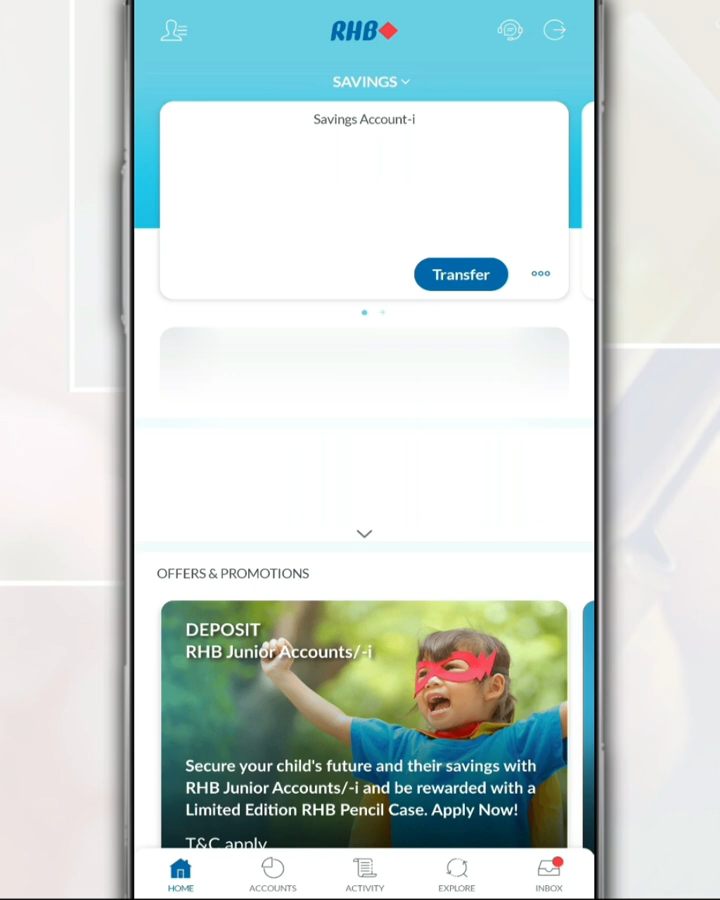 RHB
SAVINGS
Savings Account-i
Transfer
OFFERS & PROMOTIONS
DEPOSIT
RHB Junior Accounts/-i
Secure your child's future and their savings with
RHB Junior Accounts/-i and be rewarded with a
Limited Edition RHB Pencil Case. Apply Now!
T&C apply
HOME
ACCOUNTS
ACTIVITY
EXPLORE
INBOX